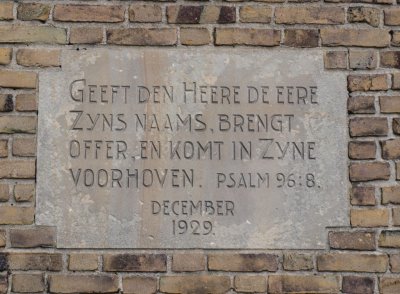 Geeft den Heere de eere
Zyns naams, brengt
offer, en komt in Zyne
voorhoven. Psalm 96:8.
December
1929.